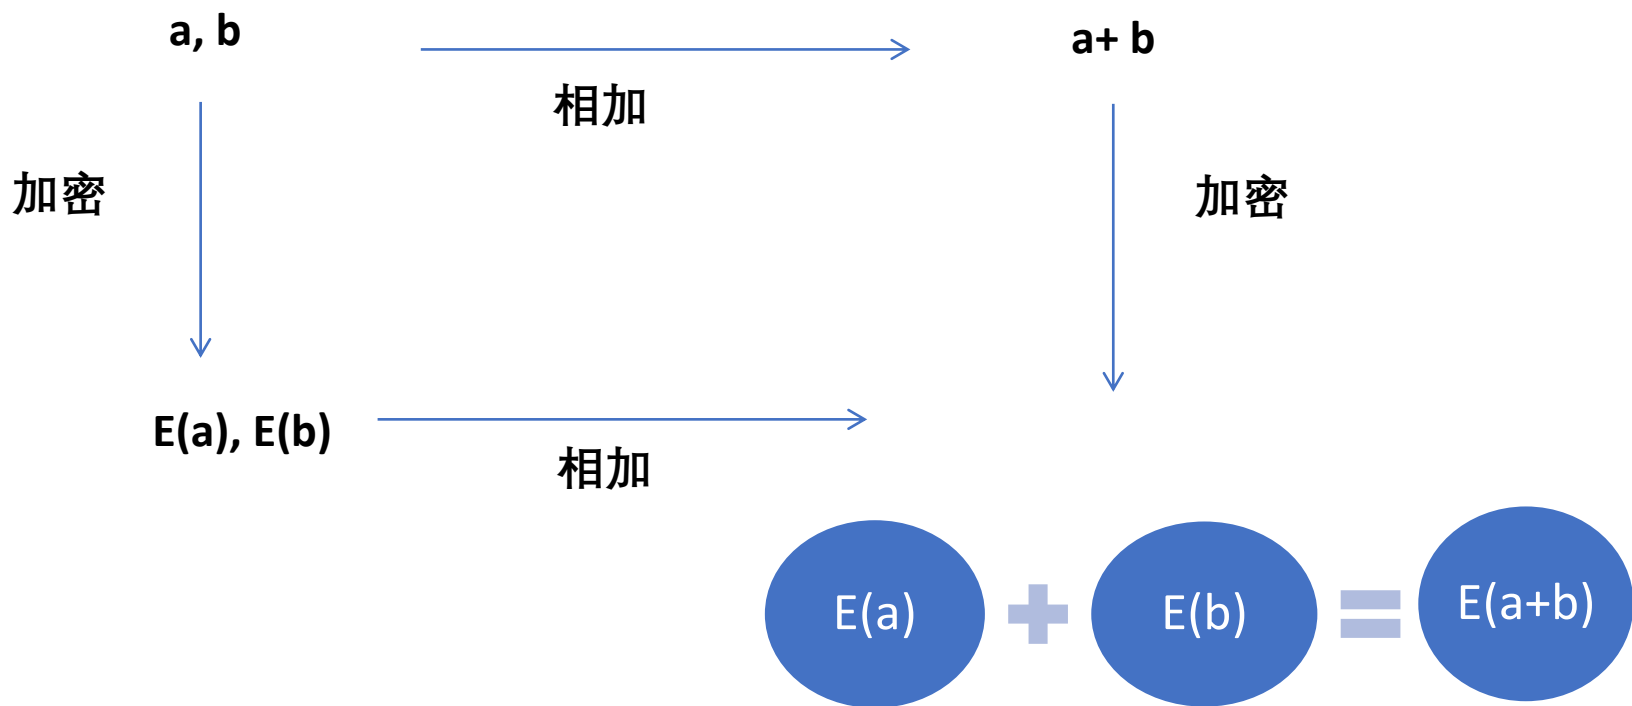 a, b
a+ b
相加
加密
加密
E(a), E(b)
相加
E(a) + E(b) = E(a+b)